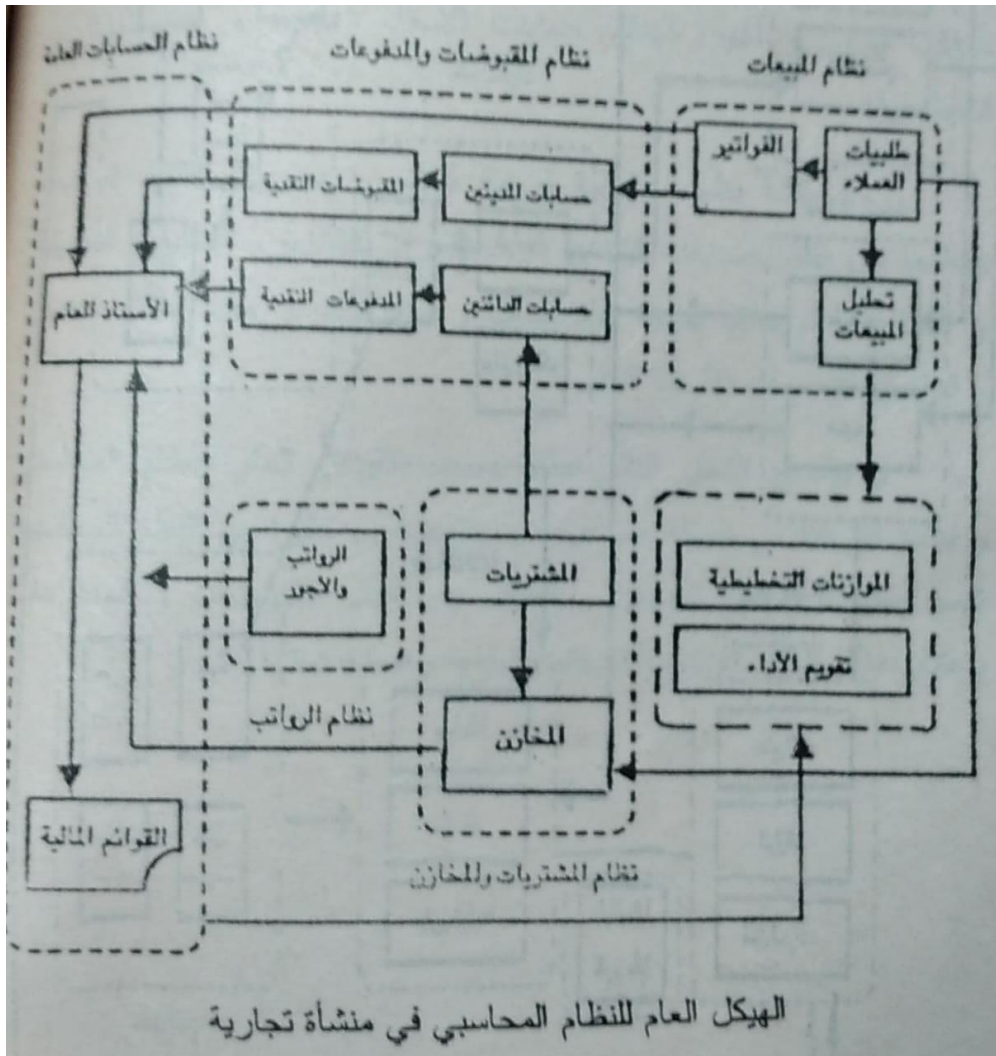 نظام المبيعات
نظام المقبوضات والمدفوعات
نظام الحسابات العامة
طلبيات
العملاء
الفواتير
حسابات المدينين
المقبوضات النقدية
تحليل
المبيعات
حسابات الدائنين
المدفوعات النقدية
الأستاذ العام
الموازنات التخطيطية
تقويم الأداء
المشتريات
المخازن
نظام المشتريات والمخازن
الرواتب
والأجور
نظام الرواتب
القوائم المالية
الهيكل العام للنظام المحاسبي في منشأة تجارية